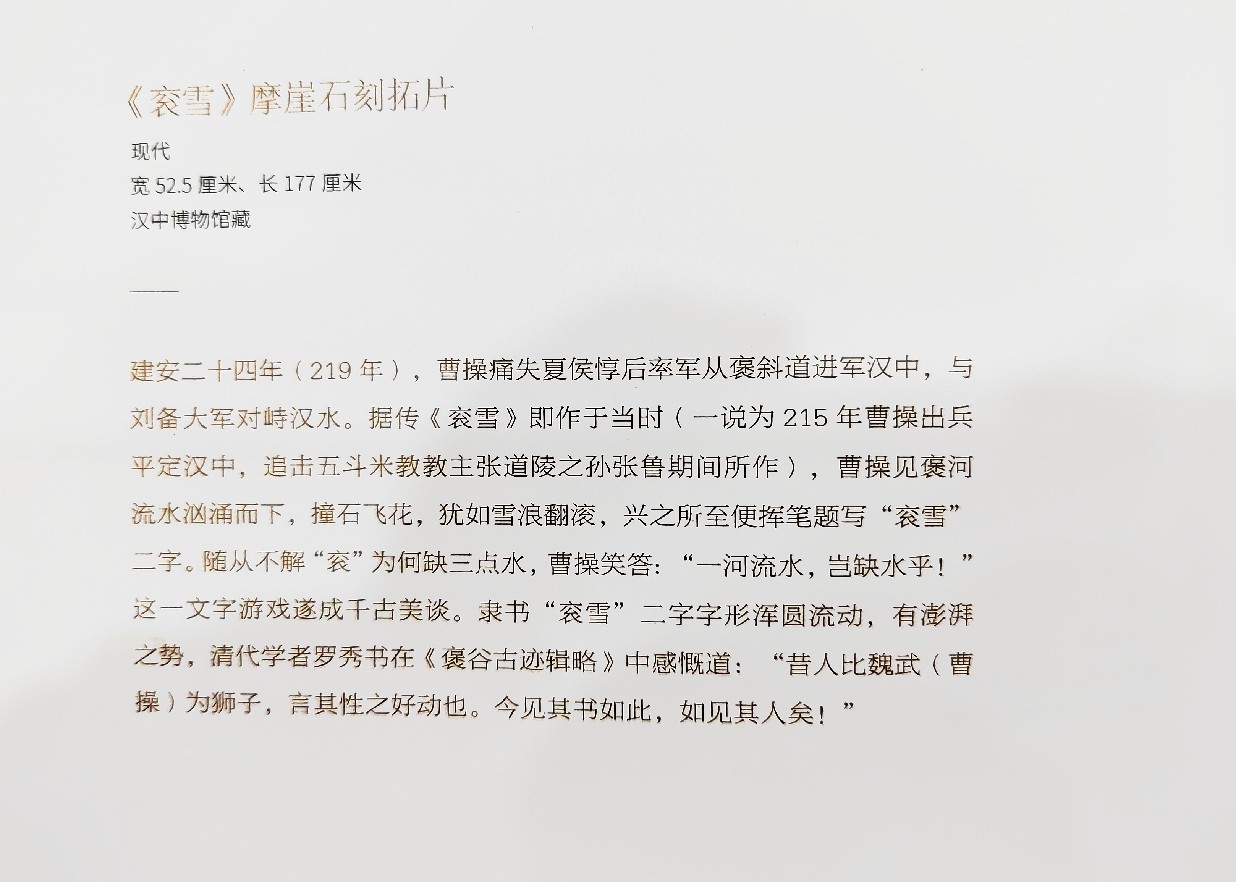 《衮雪》摩崖石刻拓片
现代
宽 52.5 厘米、长 177 厘米
汉中博物馆藏
建安二十四年（219 年），曹操痛失夏侯惇后率军从褒斜道进军汉中，与
刘备大军对峙汉水。据传《衮雪》即作于当时（一说为 215 年曹操出兵
平定汉中，追击五斗米教教主张道陵之孙张鲁期间所作），曹操见褒河
流水汹涌而下，撞石飞花，犹如雪浪翻滚，兴之所至便挥笔题写“衮雪”
二字。随从不解“衮”为何缺三点水，曹操笑答：“一河流水，岂缺水乎！”
这一文字游戏遂成千古美谈。隶书“衮雪”二字字形浑圆流动，有澎湃
之势，清代学者罗秀书在《褒谷古迹辑略》中感慨道：“昔人比魏武（曹
操）为狮子，言其性之好动也。今见其书如此，如见其人矣！”